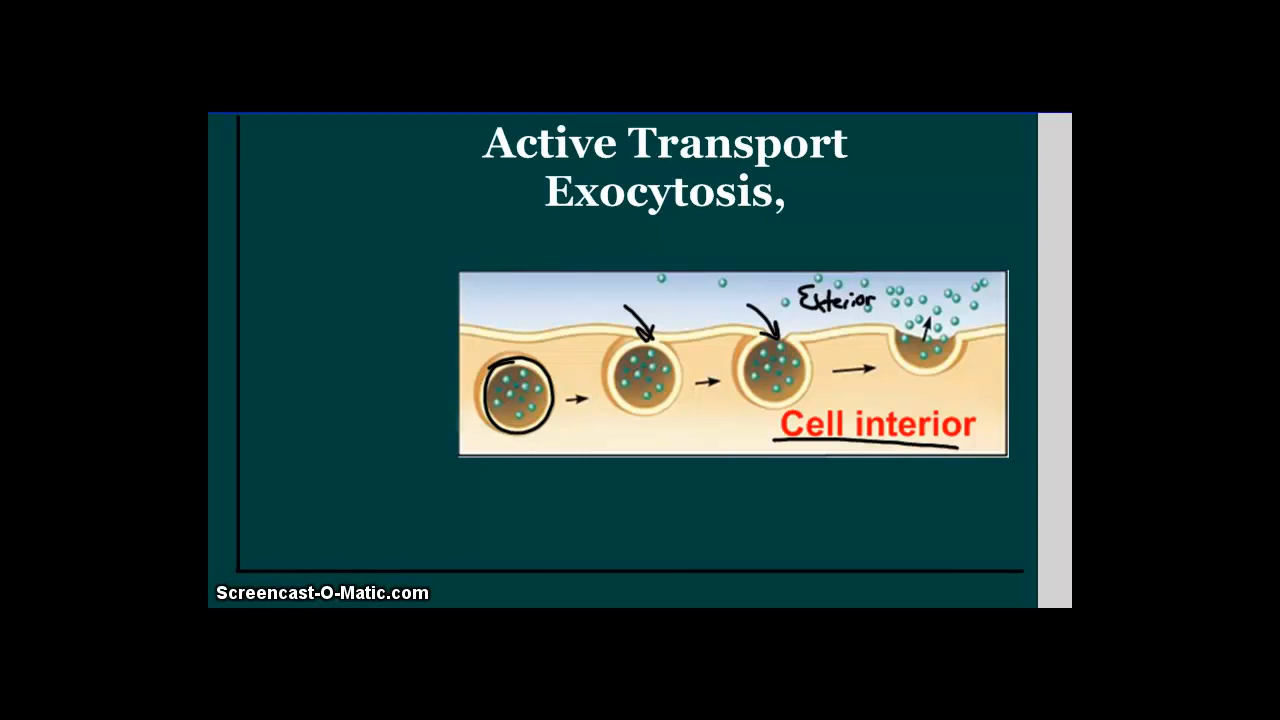 Active Transport
Exocytosis,
Exterior
Cell interior
Screencast-O-Matic.com